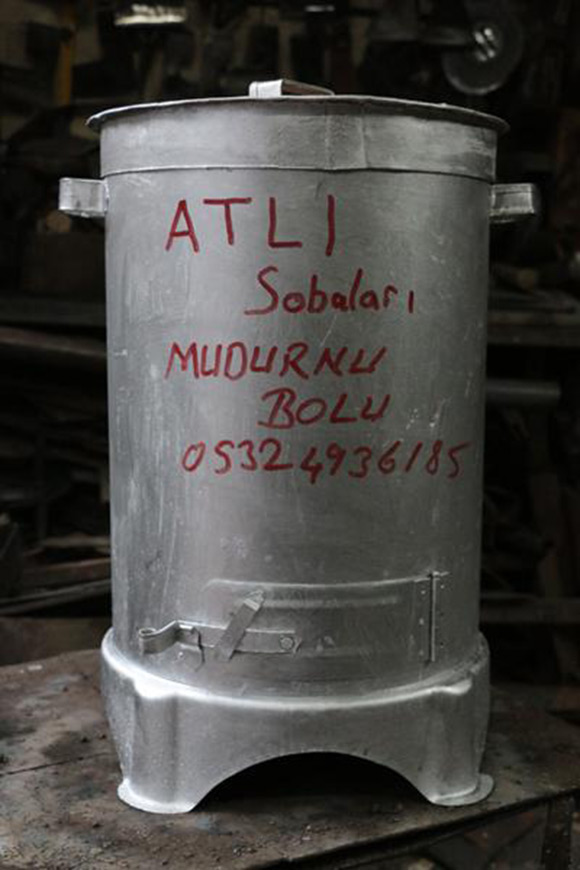 ATLI
Sobaları
MUDURNU
BOLU
05324936185